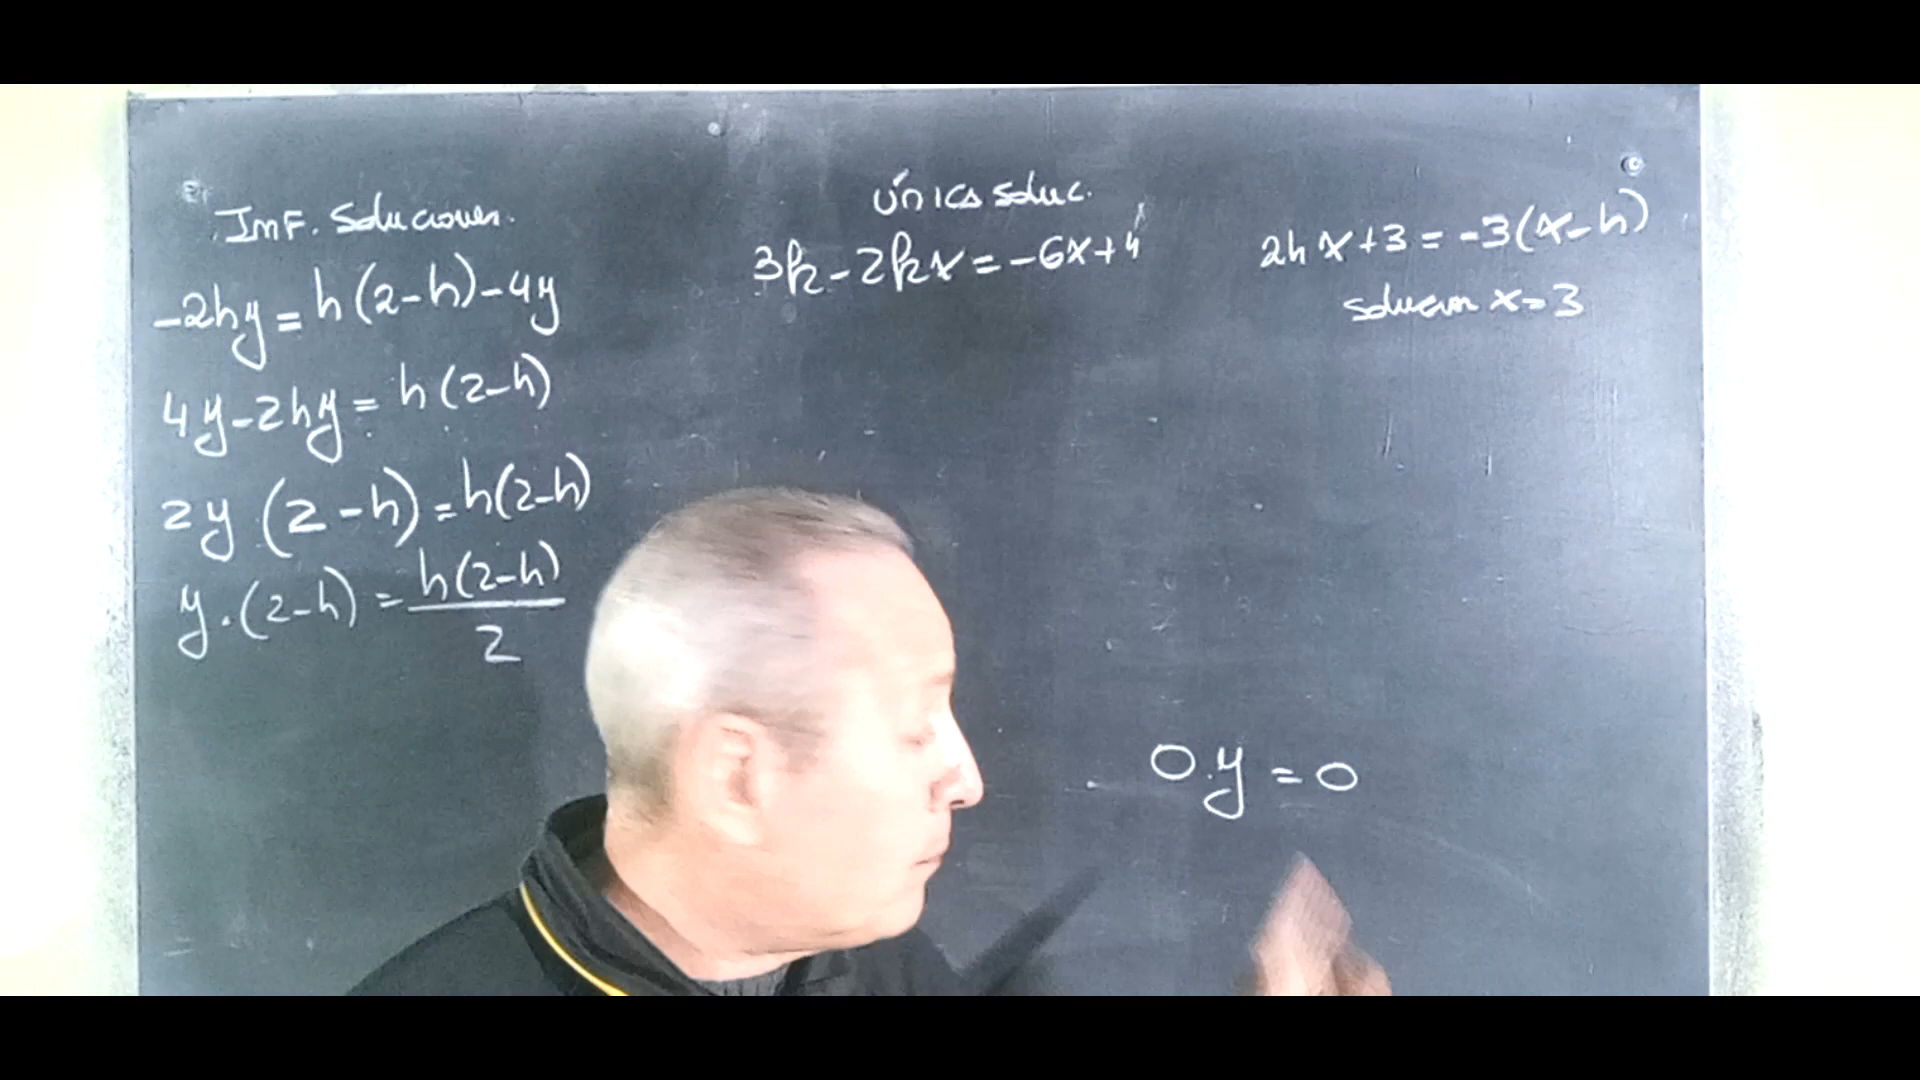 Inf. Soluciones.
-2hy = h(2-h)-4y
4y-2hy = h(2-h)
2y.(2-h) = h(2-h)
y.(2-h) = h(2-h)/2
única soluc.
3k-2kx = -6x+4
2hx+3 = -3(x-h)
solución x=3
0.y = 0